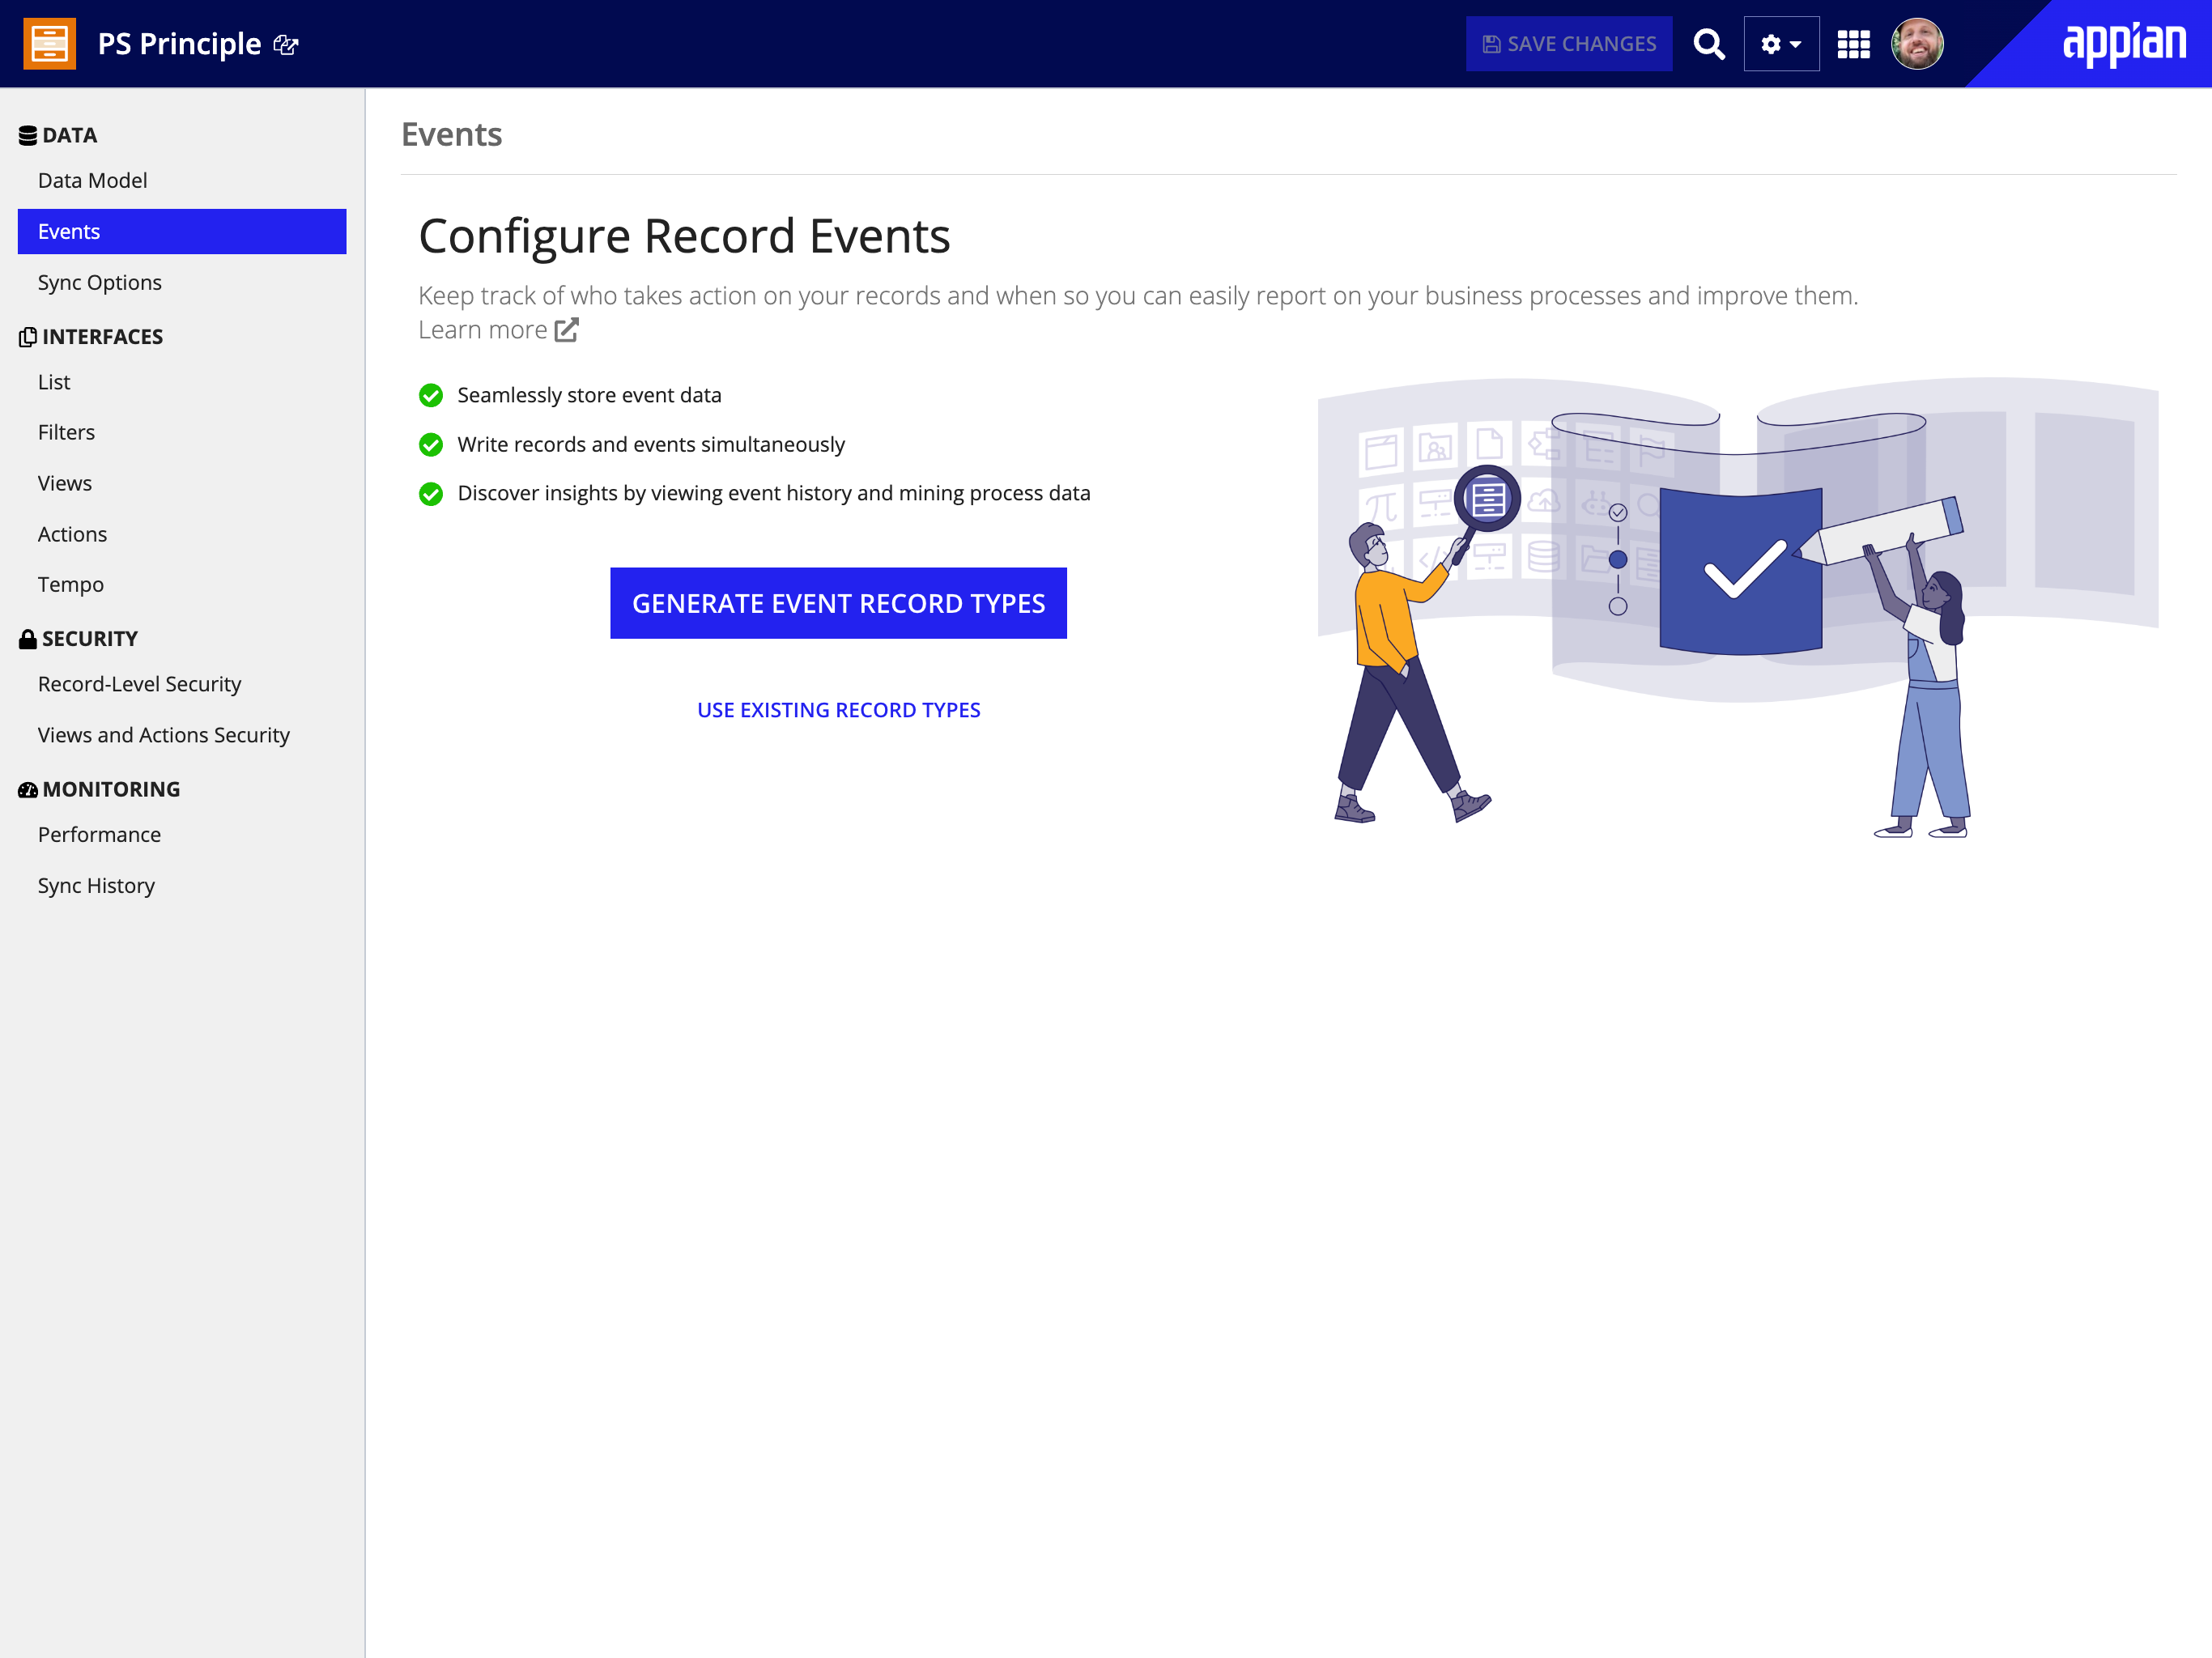 PS Principle
SAVE CHANGES
appian
DATA
Data Model
Events
Sync Options
INTERFACES
List
Filters
Views
Actions
Tempo
SECURITY
Record-Level Security
Views and Actions Security
MONITORING
Performance
Sync History
Events
Configure Record Events
Keep track of who takes action on your records and when so you can easily report on your business processes and improve them.
Learn more
Seamlessly store event data
Write records and events simultaneously
Discover insights by viewing event history and mining process data
GENERATE EVENT RECORD TYPES
USE EXISTING RECORD TYPES